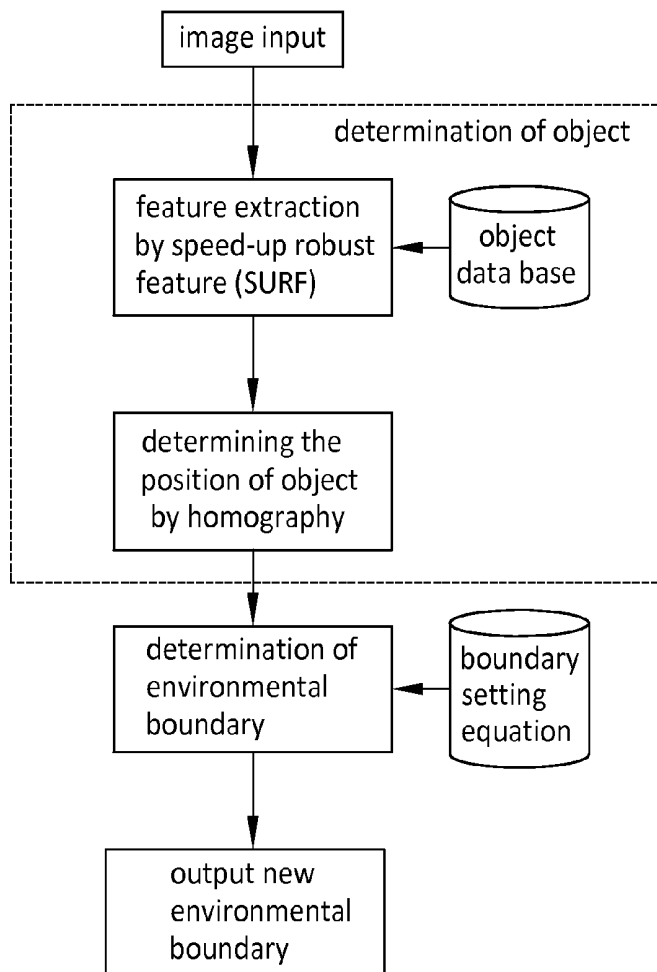 image input
determination of object
feature extraction
by speed-up robust
feature (SURF)
object
data base
determining the
position of object
by homography
determination of
environmental
boundary
boundary
setting
equation
output new
environmental
boundary